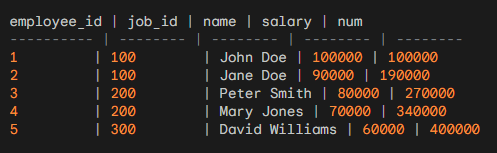 employee_id | job_id | name | salary | num
---------- | -------- | -------- | -------- | ---------
1 | 100 | John Doe | 100000 | 100000
2 | 100 | Jane Doe | 90000 | 190000
3 | 200 | Peter Smith | 80000 | 270000
4 | 200 | Mary Jones | 70000 | 340000
5 | 300 | David Williams | 60000 | 400000